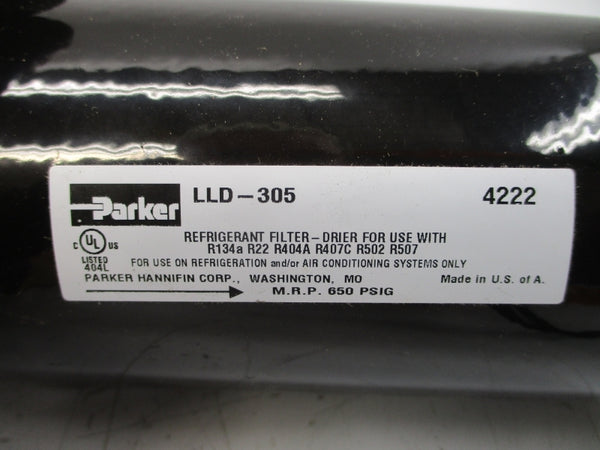 Parker LLD-305 4222
C UL US
LISTED
404L
REFRIGERANT FILTER-DRIER FOR USE WITH
R134a R22 R404A R407C R502 R507
FOR USE ON REFRIGERATION and/or AIR CONDITIONING SYSTEMS ONLY
PARKER HANNIFIN CORP., WASHINGTON, MO Made in U.S. of A.
M.R.P. 650 PSIG